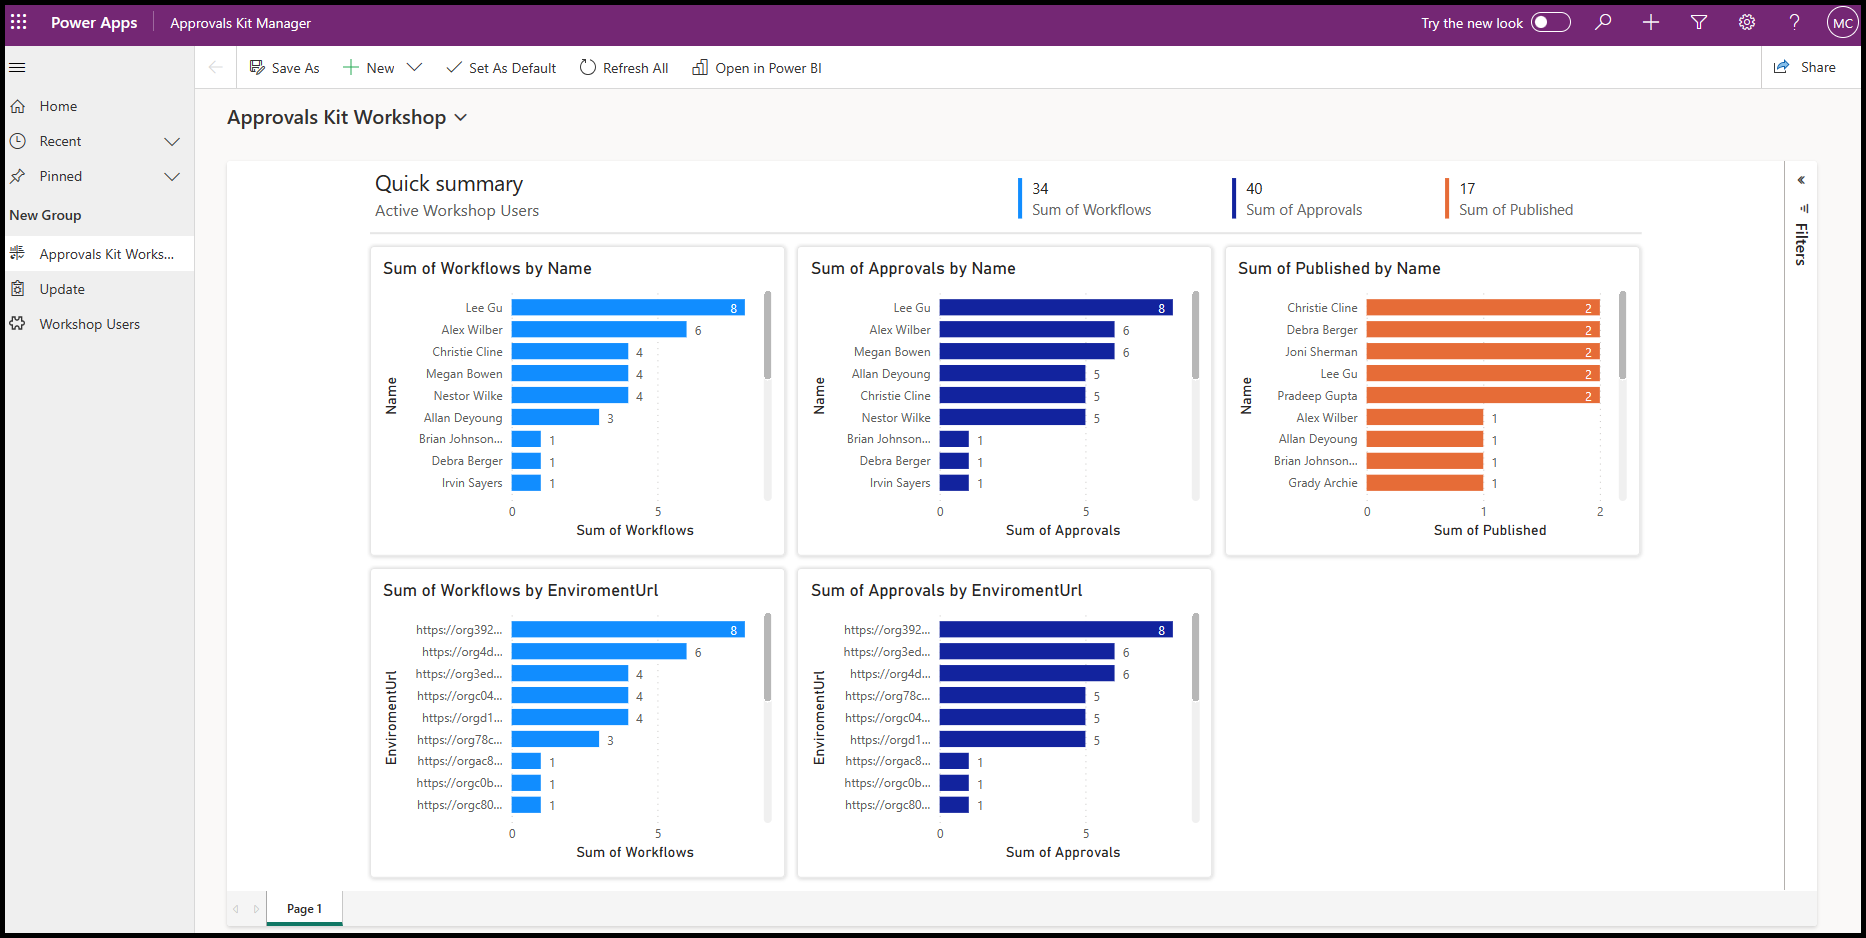 Power Apps
Approvals Kit Manager
Try the new look
MC
Save As
New
Set As Default
Refresh All
Open in Power BI
Share
Home
Recent
Pinned
New Group
Approvals Kit Works...
Update
Workshop Users
Approvals Kit Workshop
Quick summary
Active Workshop Users
34
Sum of Workflows
40
Sum of Approvals
17
Sum of Published
Filters
Sum of Workflows by Name
Name
Lee Gu 8
Alex Wilber 6
Christie Cline 4
Megan Bowen 4
Nestor Wilke 4
Allan Deyoung 3
Brian Johnson... 1
Debra Berger 1
Irvin Sayers 1
0 5
Sum of Workflows
Sum of Approvals by Name
Name
Lee Gu 8
Alex Wilber 6
Megan Bowen 6
Allan Deyoung 5
Christie Cline 5
Nestor Wilke 5
Brian Johnson... 1
Debra Berger 1
Irvin Sayers 1
0 5
Sum of Approvals
Sum of Published by Name
Name
Christie Cline 2
Debra Berger 2
Joni Sherman 2
Lee Gu 2
Pradeep Gupta 2
Alex Wilber 1
Allan Deyoung 1
Brian Johnson... 1
Grady Archie 1
0 1 2
Sum of Published
Sum of Workflows by EnviromentUrl
EnviromentUrl
https://org392... 8
https://org4d... 6
https://org3ed... 4
https://orgc04... 4
https://orgd1... 4
https://org78c... 3
https://orgac8... 1
https://orgc0b... 1
https://orgc80... 1
0 5
Sum of Workflows
Sum of Approvals by EnviromentUrl
EnviromentUrl
https://org392... 8
https://org3ed... 6
https://org4d... 6
https://org78c... 5
https://orgc04... 5
https://orgd1... 5
https://orgac8... 1
https://orgc0b... 1
https://orgc80... 1
0 5
Sum of Approvals
Page 1